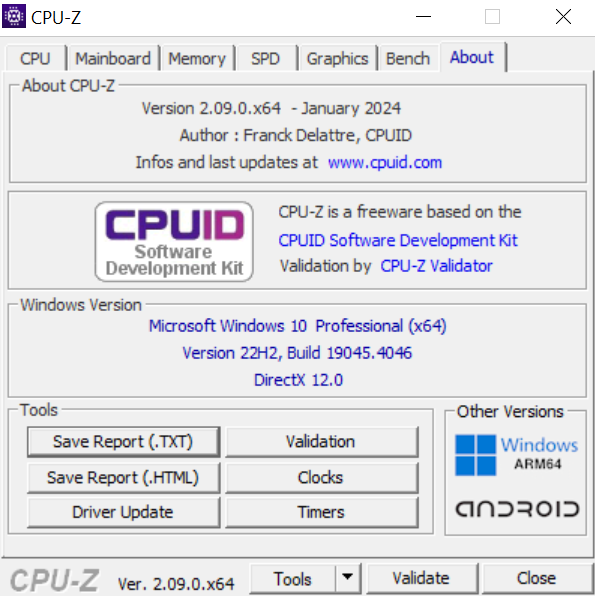 CPU-Z
CPU Mainboard Memory SPD Graphics Bench About
About CPU-Z
Version 2.09.0.x64 - January 2024
Author : Franck Delattre, CPUID
Infos and last updates at www.cpuid.com
CPUID
Software
Development Kit
CPU-Z is a freeware based on the
CPUID Software Development Kit
Validation by CPU-Z Validator
Windows Version
Microsoft Windows 10 Professional (x64)
Version 22H2, Build 19045.4046
DirectX 12.0
Tools
Save Report (.TXT) Validation
Save Report (.HTML) Clocks
Driver Update Timers
Other Versions
Windows
ARM64
ANDROID
CPU-Z Ver. 2.09.0.x64 Tools Validate Close